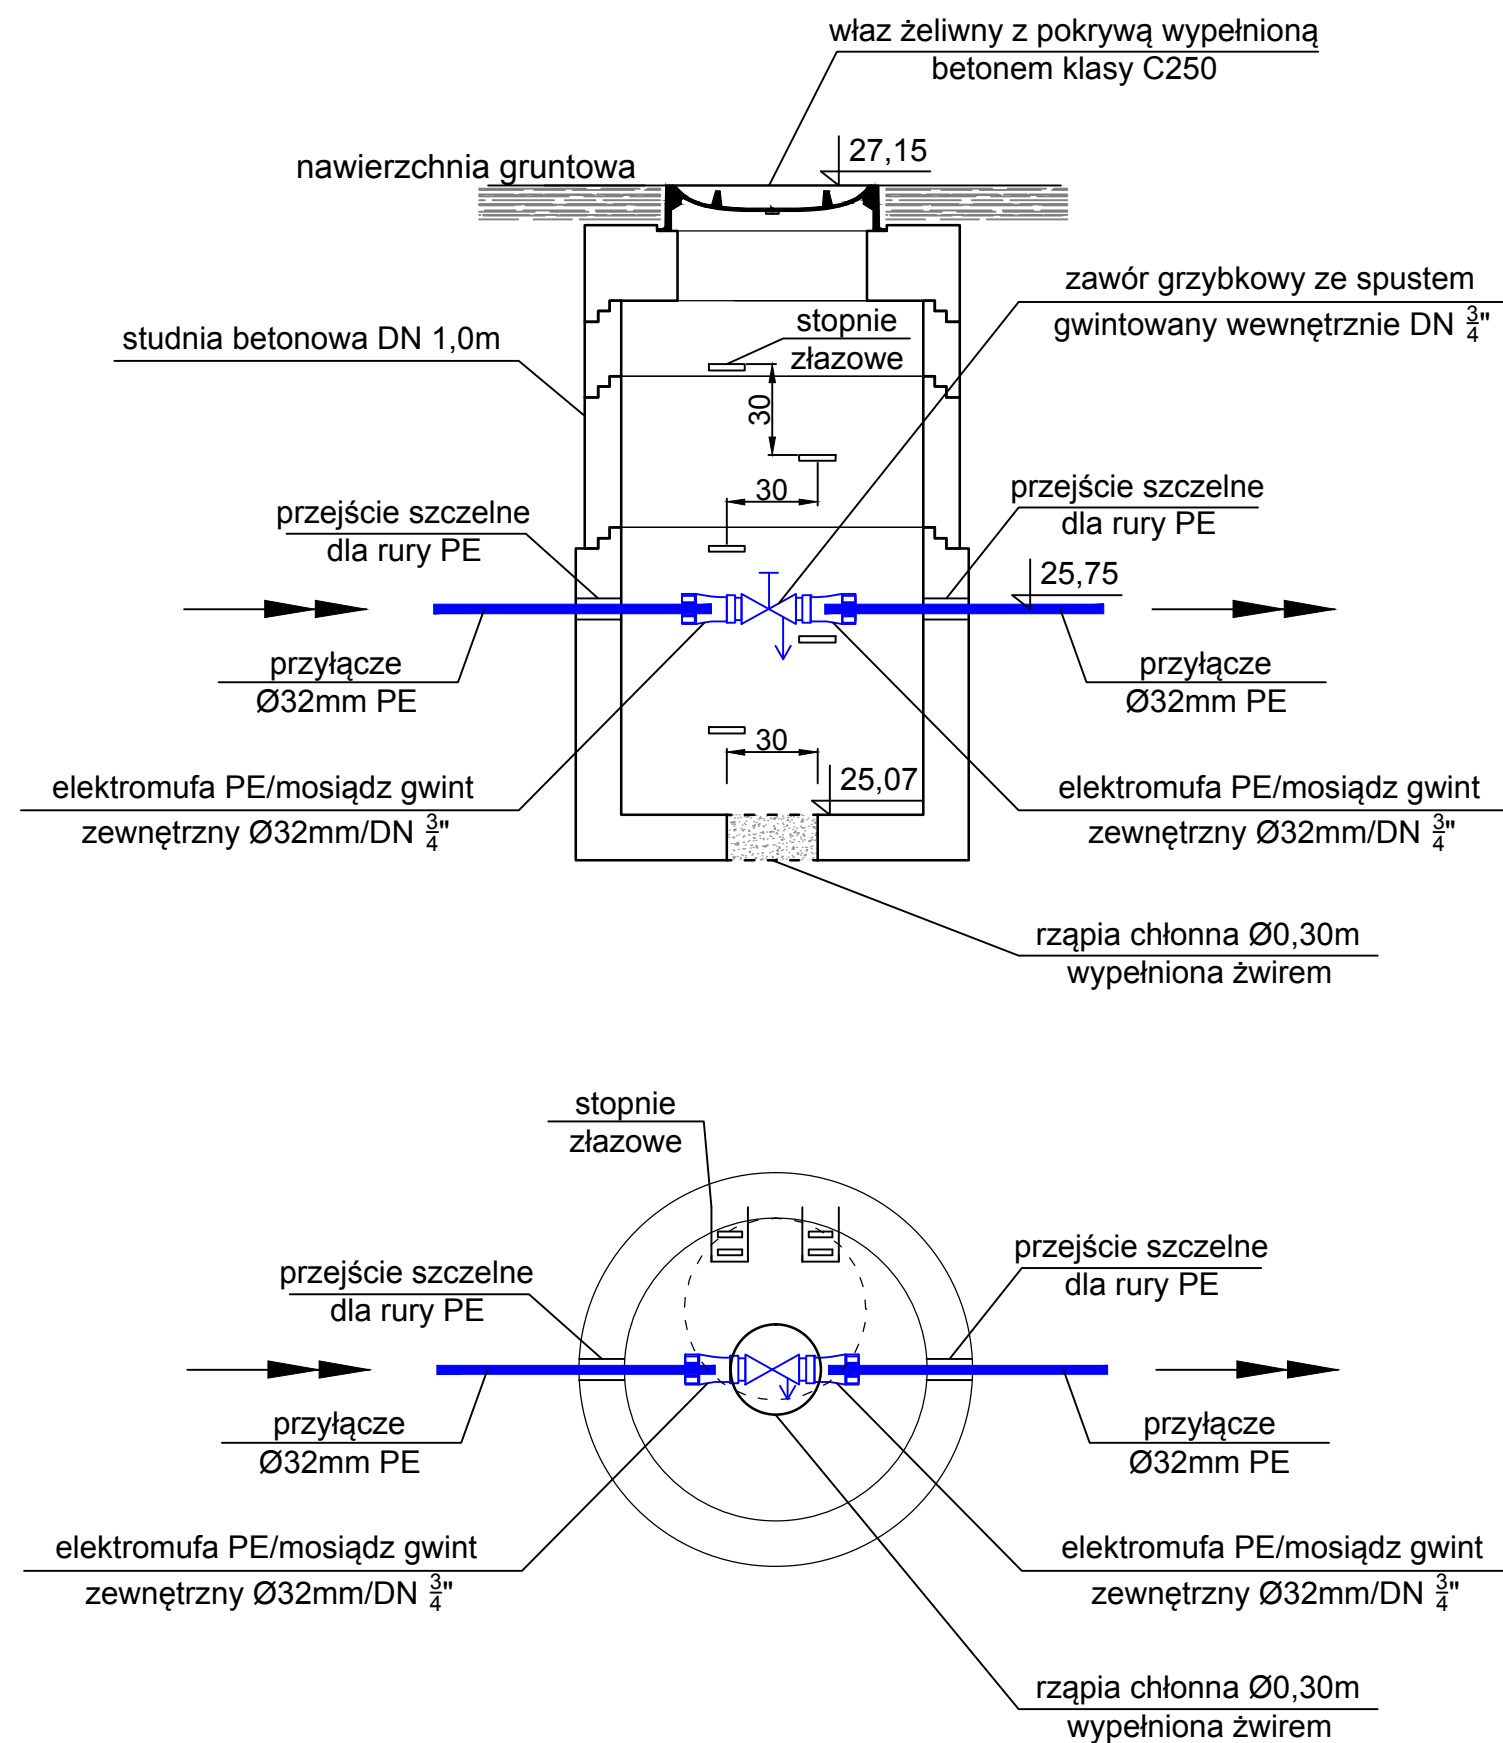 właz żeliwny z pokrywą wypełnioną
betonem klasy C250
27,15
nawierzchnia gruntowa
zawór grzybkowy ze spustem
gwintowany wewnętrznie DN 3/4"
stopnie
złazowe
studnia betonowa DN 1,0m
30
30
przejście szczelne
dla rury PE
przejście szczelne
dla rury PE
25,75
przyłącze
Ø32mm PE
przyłącze
Ø32mm PE
30
25,07
elektromufa PE/mosiądz gwint
zewnętrzny Ø32mm/DN 3/4"
elektromufa PE/mosiądz gwint
zewnętrzny Ø32mm/DN 3/4"
rząpia chłonna Ø0,30m
wypełniona żwirem
stopnie
złazowe
przejście szczelne
dla rury PE
przejście szczelne
dla rury PE
przyłącze
Ø32mm PE
przyłącze
Ø32mm PE
elektromufa PE/mosiądz gwint
zewnętrzny Ø32mm/DN 3/4"
elektromufa PE/mosiądz gwint
zewnętrzny Ø32mm/DN 3/4"
rząpia chłonna Ø0,30m
wypełniona żwirem